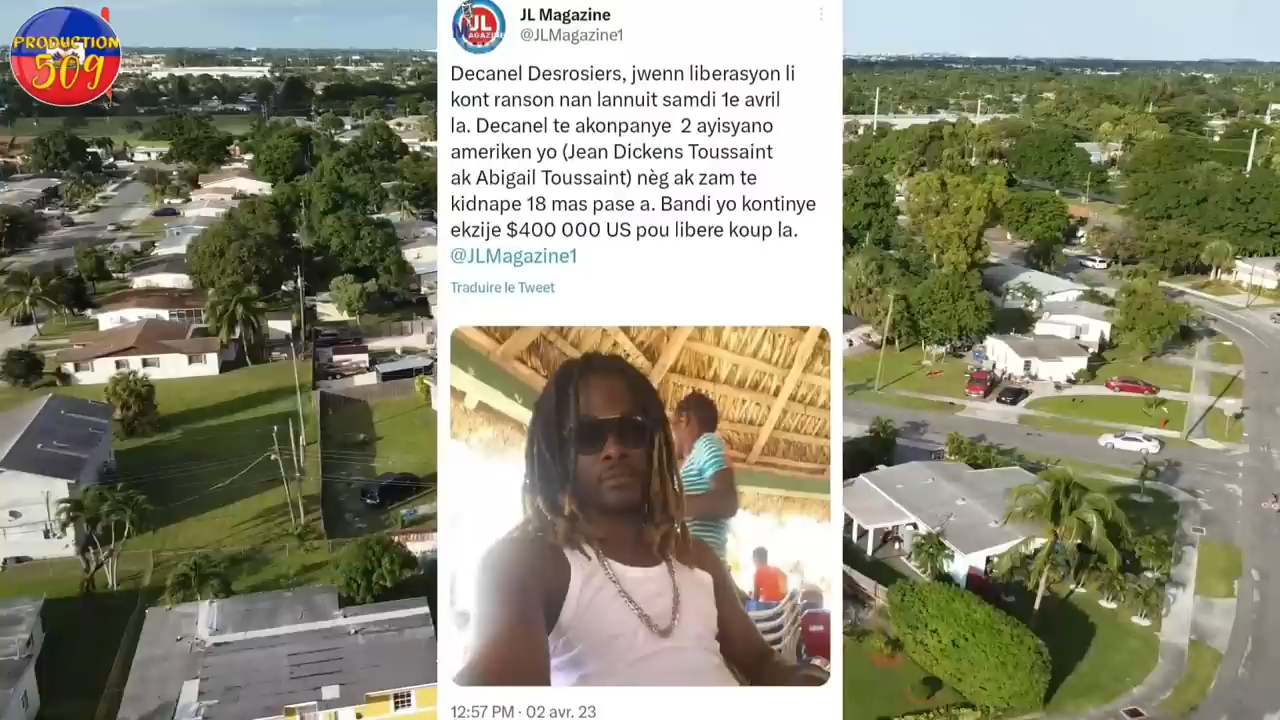 PRODUCTION
509
JL
MAGAZINE
JL Magazine
@JLMagazine1
Decanel Desrosiers, jwenn liberasyon li
kont ranson nan lannuit samdi 1e avril
la. Decanel te akonpanye 2 ayisyano
ameriken yo (Jean Dickens Toussaint
ak Abigail Toussaint) nèg ak zam te
kidnape 18 mas pase a. Bandi yo kontinye
ekzije $400 000 US pou libere koup la.
@JLMagazine1
Traduire le Tweet
12:57 PM · 02 avr. 23